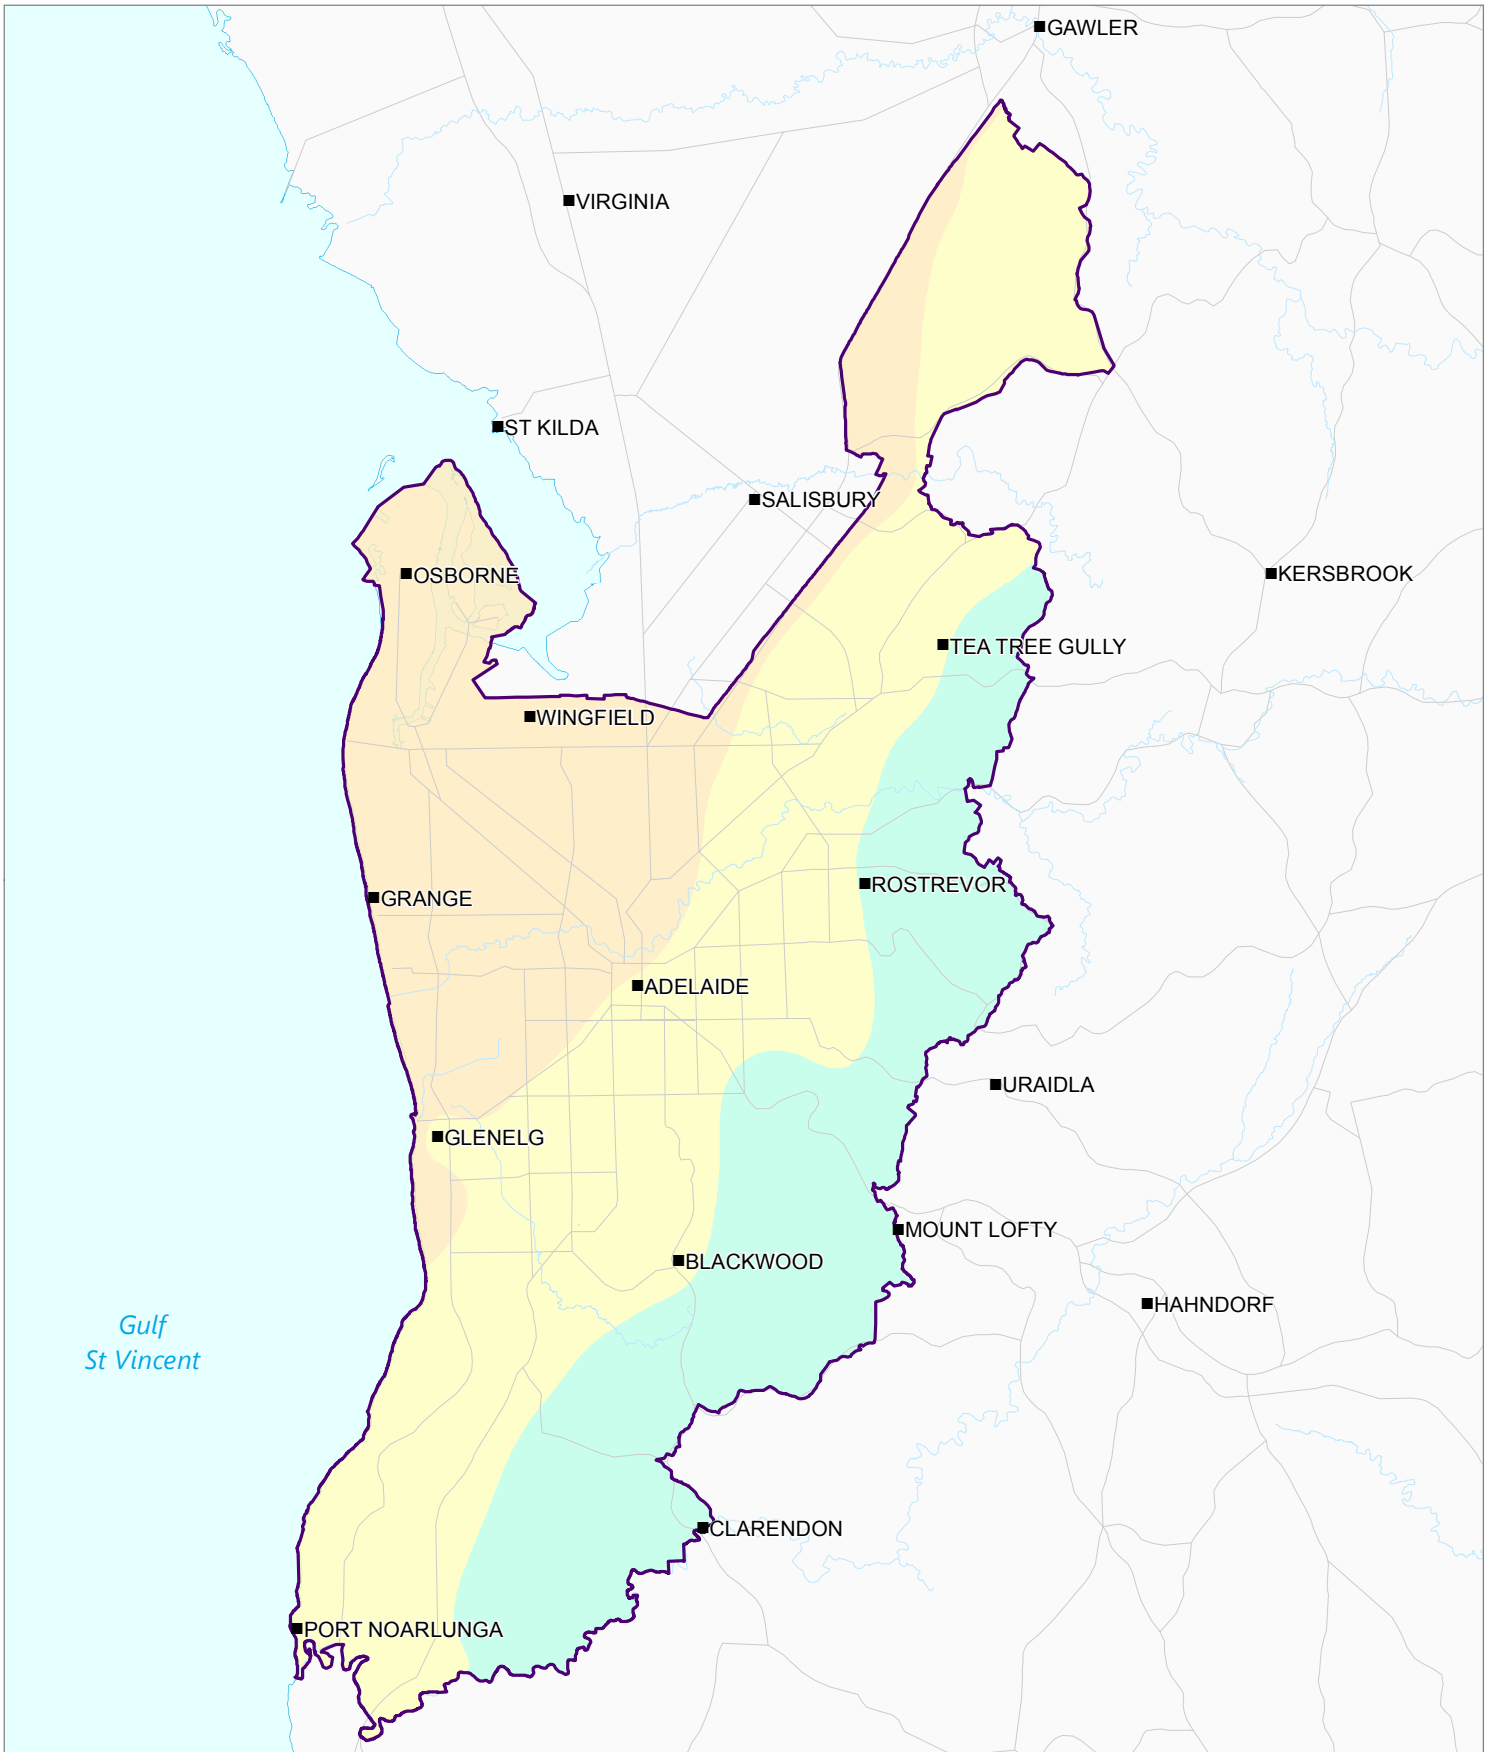 GAWLER
VIRGINIA
ST KILDA
SALISBURY
OSBORNE
KERSBROOK
TEA TREE GULLY
WINGFIELD
ROSTREVOR
GRANGE
ADELAIDE
URAIDLA
GLENELG
MOUNT LOFTY
BLACKWOOD
HAHNDORF
Gulf
St Vincent
CLARENDON
PORT NOARLUNGA